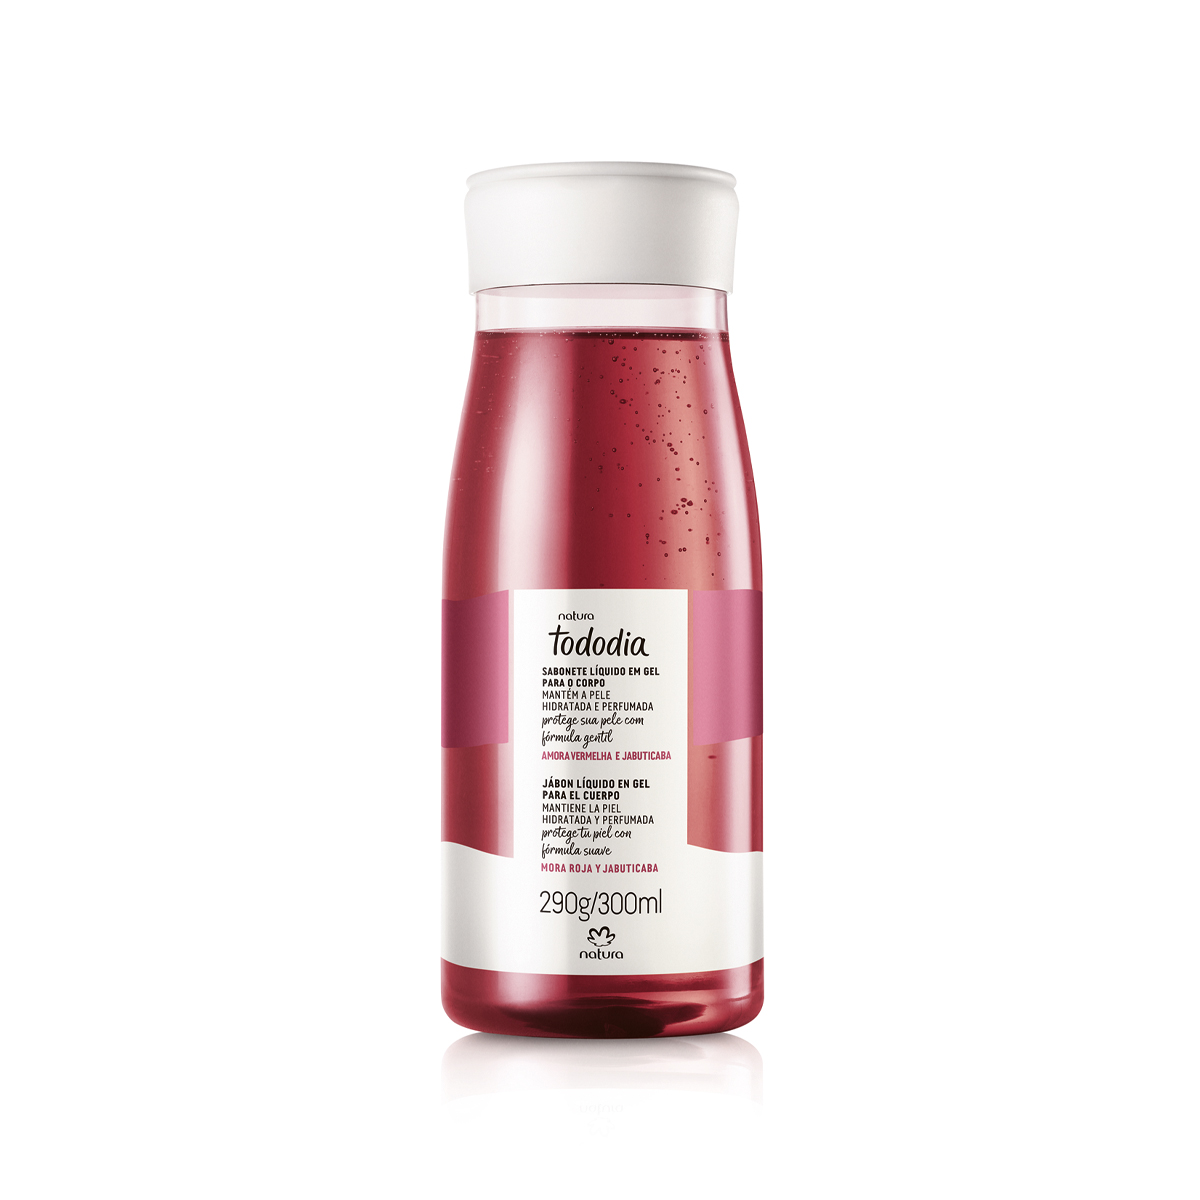 natura
tododia
SABONETE LÍQUIDO EM GEL
PARA O CORPO
MANTÉM A PELE
HIDRATADA E PERFUMADA
protege sua pele com
fórmula gentil
AMORA VERMELHA E JABUTICABA
JÁBON LÍQUIDO EN GEL
PARA EL CUERPO
MANTIENE LA PIEL
HIDRATADA Y PERFUMADA
protege tu piel con
fórmula suave
MORA ROJA Y JABUTICABA
290g/300ml
natura